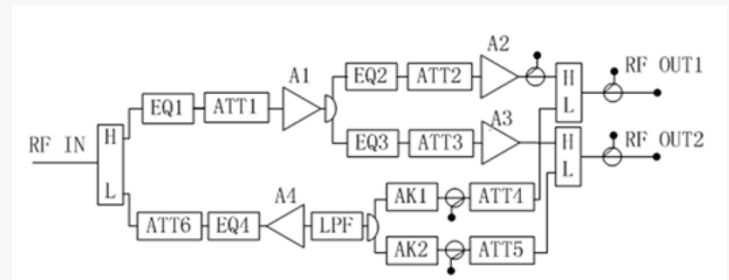 A2
RF OUT1
A1
EQ2
ATT2
H
L
EQ1
ATT1
A3
RF OUT2
RF IN
H
L
EQ3
ATT3
H
L
A4
AK1
ATT4
ATT6
EQ4
LPF
AK2
ATT5